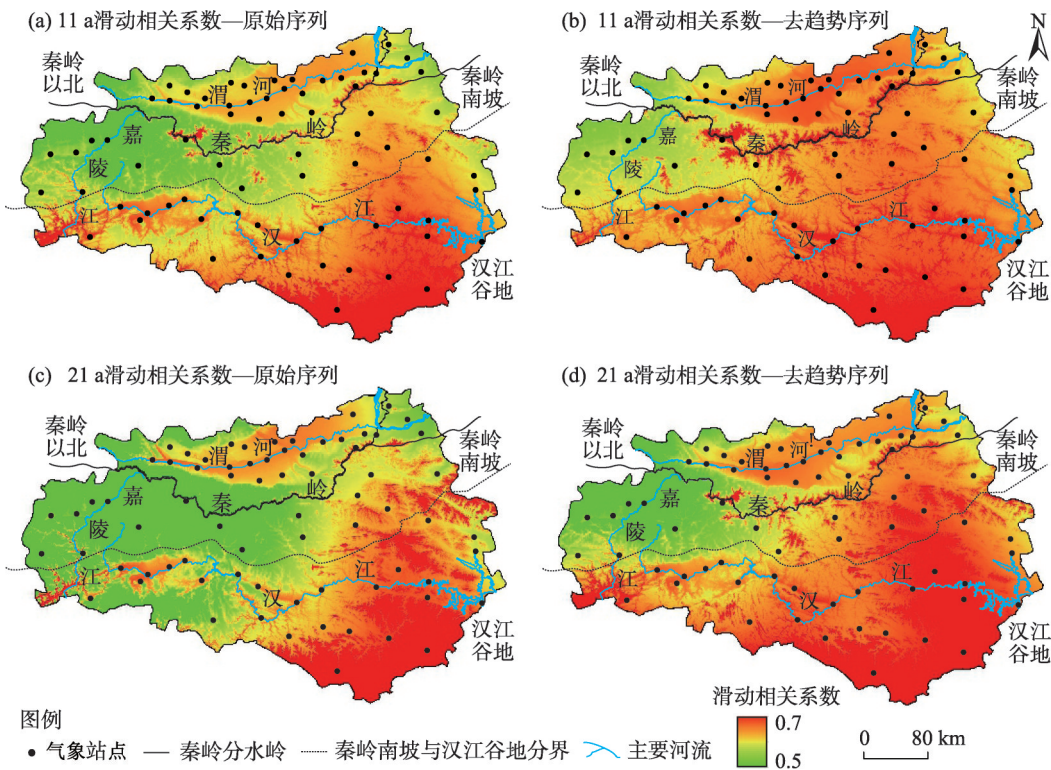 (a) 11 a滑动相关系数—原始序列
秦岭
以北
渭 河
秦岭
南坡
嘉
陵
江
秦 岭
汉 江
汉江
谷地
(b) 11 a滑动相关系数—去趋势序列
N
秦岭
以北
渭 河
秦岭
南坡
嘉
陵
江
秦 岭
汉 江
汉江
谷地
(c) 21 a滑动相关系数—原始序列
秦岭
以北
渭 河
秦岭
南坡
嘉
陵
江
秦 岭
汉 江
汉江
谷地
(d) 21 a滑动相关系数—去趋势序列
秦岭
以北
渭 河
秦岭
南坡
嘉
陵
江
秦 岭
汉 江
汉江
谷地
图例
滑动相关系数
0.7
0.5
0 80 km
气象站点 秦岭分水岭 秦岭南坡与汉江谷地分界 主要河流